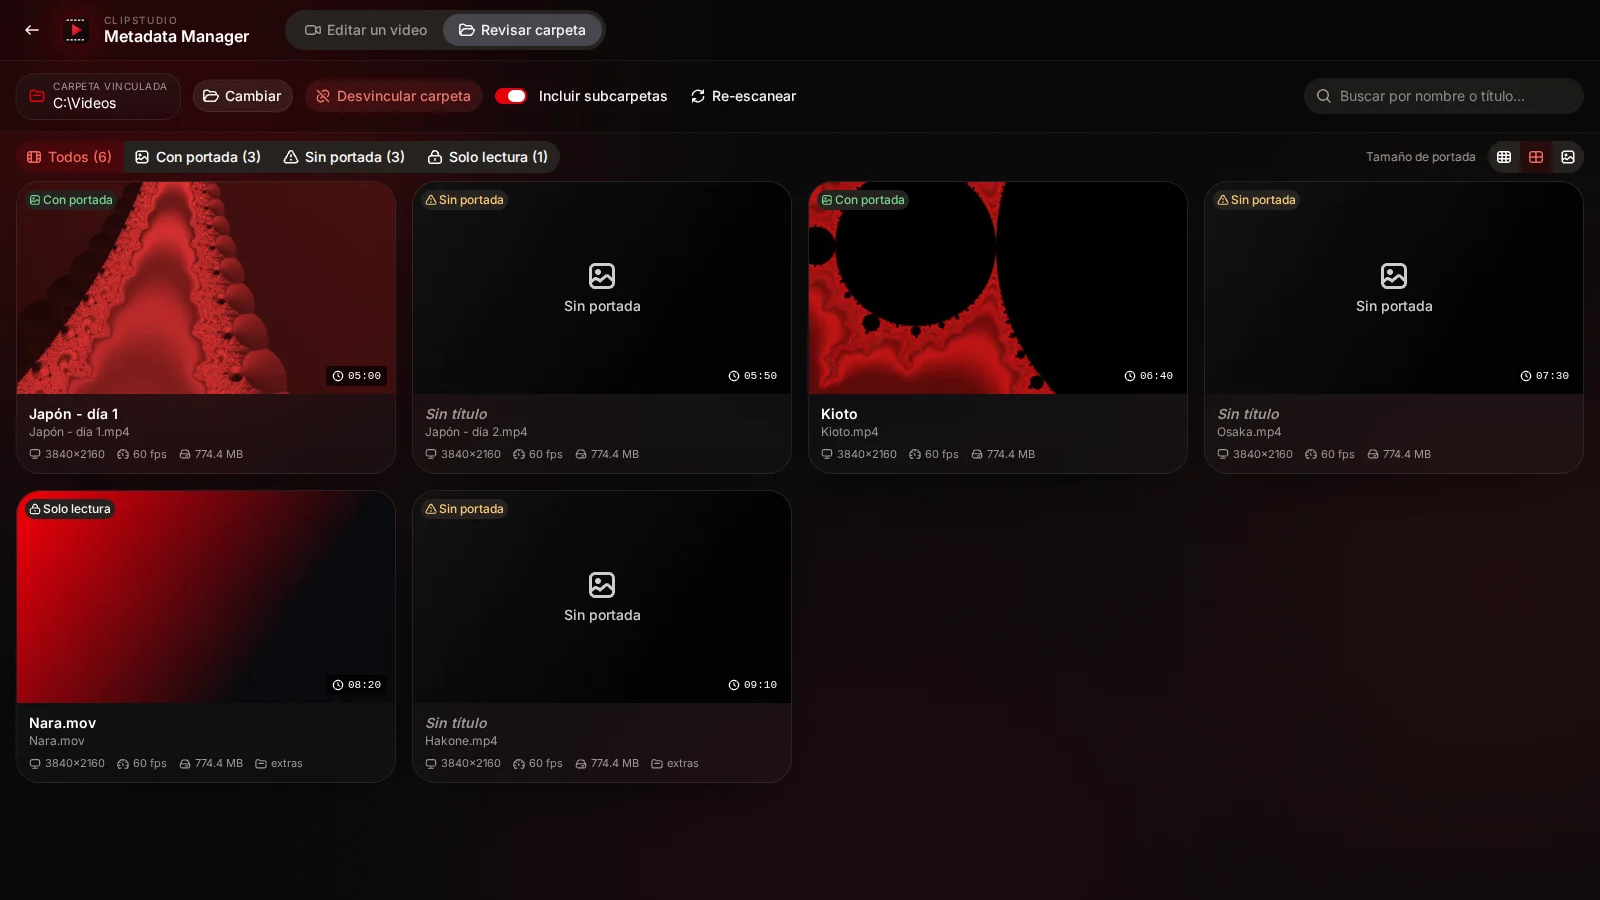 CLIPSTUDIO
Metadata Manager
Editar un video
Revisar carpeta
CARPETA VINCULADA
C:\Videos
Cambiar
Desvincular carpeta
Incluir subcarpetas
Re-escanear
Buscar por nombre o título...
Todos (6)
Con portada (3)
Sin portada (3)
Solo lectura (1)
Tamaño de portada
Con portada
05:00
Japón - día 1
Japón - día 1.mp4
3840×2160 60 fps 774.4 MB
Sin portada
Sin portada
05:50
Sin título
Japón - día 2.mp4
3840×2160 60 fps 774.4 MB
Con portada
06:40
Kioto
Kioto.mp4
3840×2160 60 fps 774.4 MB
Sin portada
Sin portada
07:30
Sin título
Osaka.mp4
3840×2160 60 fps 774.4 MB
Solo lectura
08:20
Nara.mov
Nara.mov
3840×2160 60 fps 774.4 MB extras
Sin portada
Sin portada
09:10
Sin título
Hakone.mp4
3840×2160 60 fps 774.4 MB extras